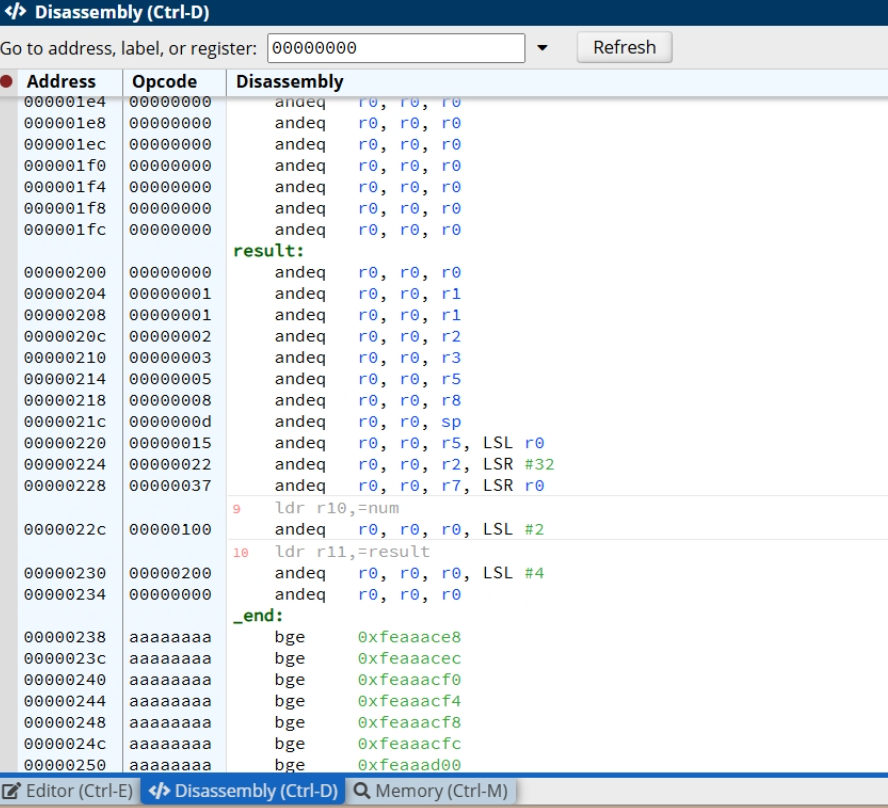 </> Disassembly (Ctrl-D)
Go to address, label, or register: 00000000 Refresh
Address Opcode Disassembly
000001e4 00000000 andeq r0, r0, r0
000001e8 00000000 andeq r0, r0, r0
000001ec 00000000 andeq r0, r0, r0
000001f0 00000000 andeq r0, r0, r0
000001f4 00000000 andeq r0, r0, r0
000001f8 00000000 andeq r0, r0, r0
000001fc 00000000 andeq r0, r0, r0
result:
00000200 00000000 andeq r0, r0, r0
00000204 00000001 andeq r0, r0, r1
00000208 00000001 andeq r0, r0, r1
0000020c 00000002 andeq r0, r0, r2
00000210 00000003 andeq r0, r0, r3
00000214 00000005 andeq r0, r0, r5
00000218 00000008 andeq r0, r0, r8
0000021c 0000000d andeq r0, r0, sp
00000220 00000015 andeq r0, r0, r5, LSL r0
00000224 00000022 andeq r0, r0, r2, LSR #32
00000228 00000037 andeq r0, r0, r7, LSR r0
9 ldr r10,=num
0000022c 00000100 andeq r0, r0, r0, LSL #2
10 ldr r11,=result
00000230 00000200 andeq r0, r0, r0, LSL #4
00000234 00000000 andeq r0, r0, r0
_end:
00000238 aaaaaaaa bge 0xfeaaace8
0000023c aaaaaaaa bge 0xfeaaacec
00000240 aaaaaaaa bge 0xfeaaacf0
00000244 aaaaaaaa bge 0xfeaaacf4
00000248 aaaaaaaa bge 0xfeaaacf8
0000024c aaaaaaaa bge 0xfeaaacfc
00000250 aaaaaaaa bge 0xfeaaad00
Editor (Ctrl-E) </> Disassembly (Ctrl-D) Memory (Ctrl-M)